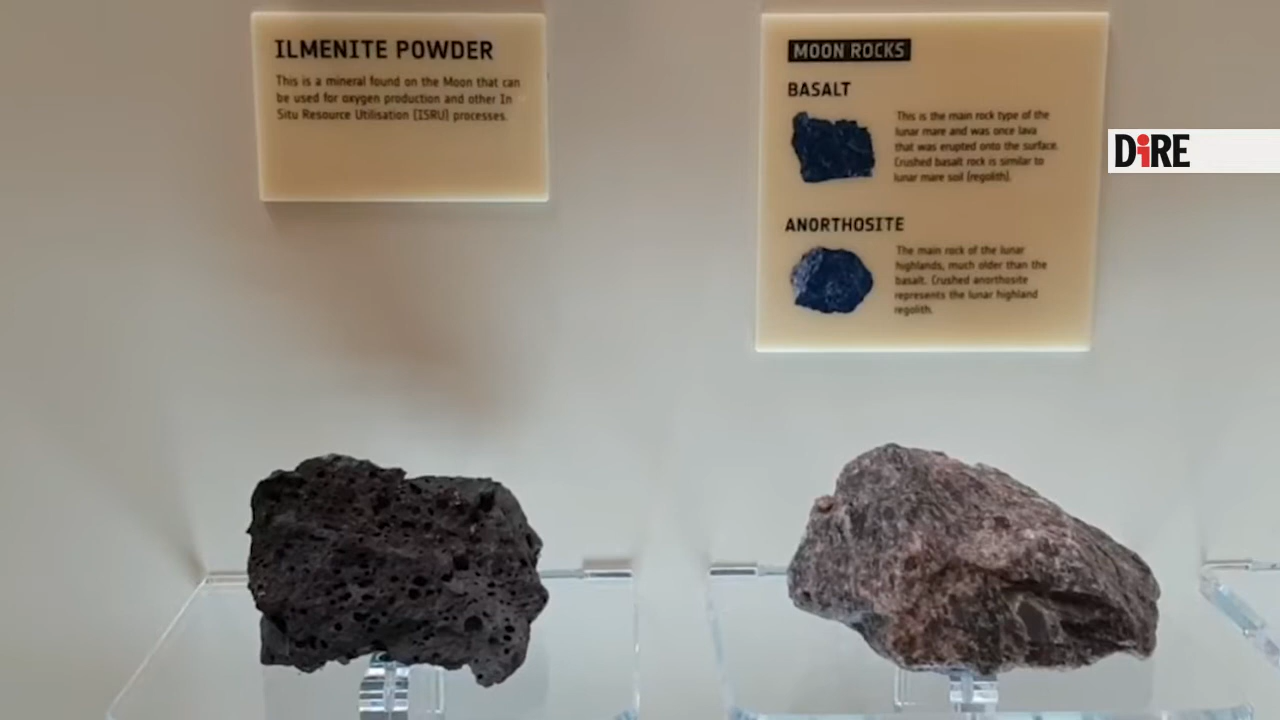 ILMENITE POWDER
This is a mineral found on the Moon that can
be used for oxygen production and other In
Situ Resource Utilisation (ISRU) processes.
MOON ROCKS
BASALT
This is the main rock type of the
lunar mare and was once lava
that was erupted onto the surface.
Crushed basalt rock is similar to
lunar mare soil (regolith).
ANORTHOSITE
The main rock of the lunar
highlands, much older than the
basalt. Crushed anorthosite
represents the lunar highland
regolith.
DiRE